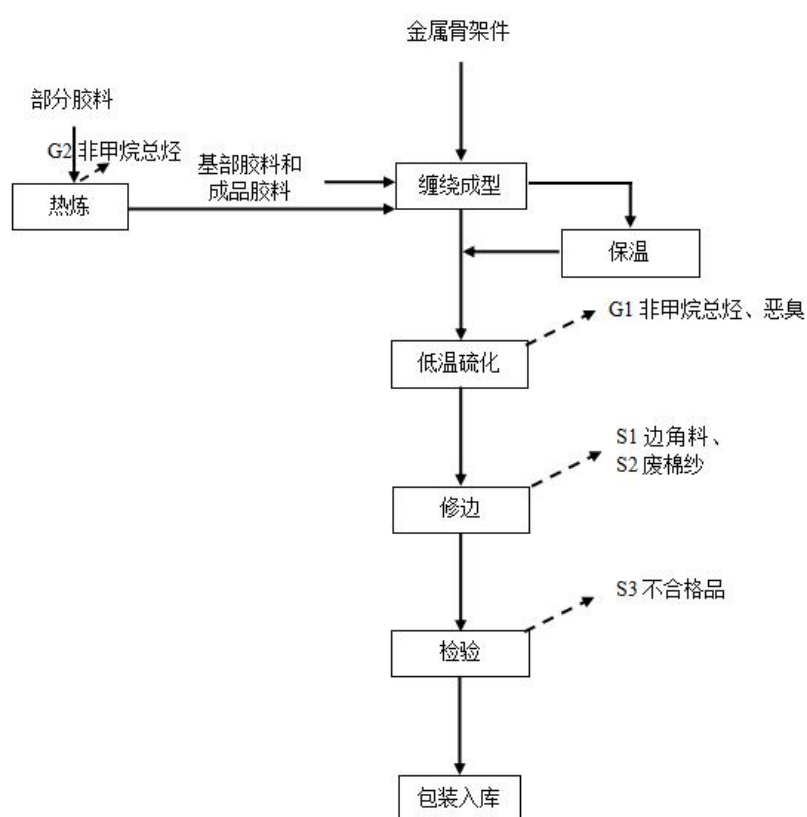 金属骨架件
部分胶料
G2 非甲烷总烃
基部胶料和
成品胶料
热炼
缠绕成型
保温
G1 非甲烷总烃、恶臭
低温硫化
S1 边角料、
S2 废棉纱
修边
S3 不合格品
检验
包装入库